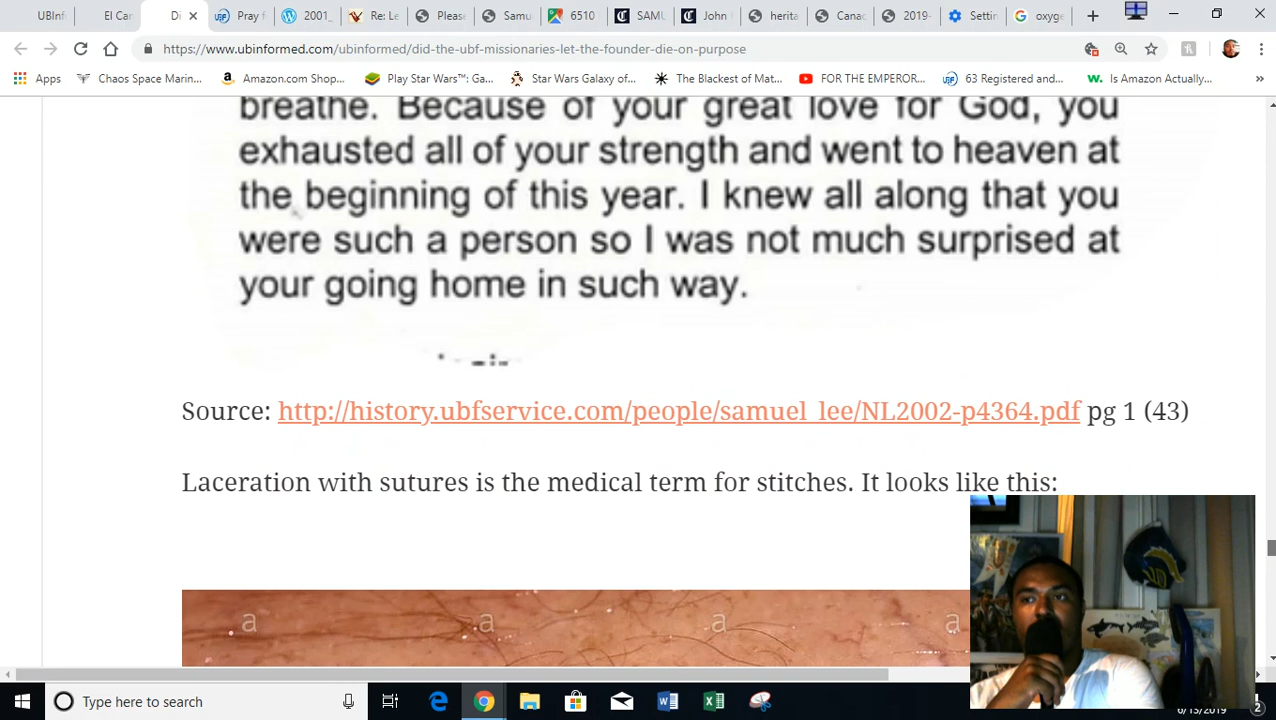 UBInf
El Car
Di
Pray f
2001_
Re: Le
Lease
Samu
6510
SAMU
John
herita
Canac
2019-
Settin
oxyge
https://www.ubinformed.com/ubinformed/did-the-ubf-missionaries-let-the-founder-die-on-purpose
Apps
Chaos Space Marin...
Amazon.com Shop...
Play Star Wars™: Ga...
Star Wars Galaxy of...
The Blackest of Mat...
FOR THE EMPEROR...
63 Registered and...
Is Amazon Actually...
»
breathe. Because of your great love for God, you
exhausted all of your strength and went to heaven at
the beginning of this year. I knew all along that you
were such a person so I was not much surprised at
your going home in such way.
Source: http://history.ubfservice.com/people/samuel_lee/NL2002-p4364.pdf pg 1 (43)
Laceration with sutures is the medical term for stitches. It looks like this:
a a a a
Type here to search
6/15/2019
2